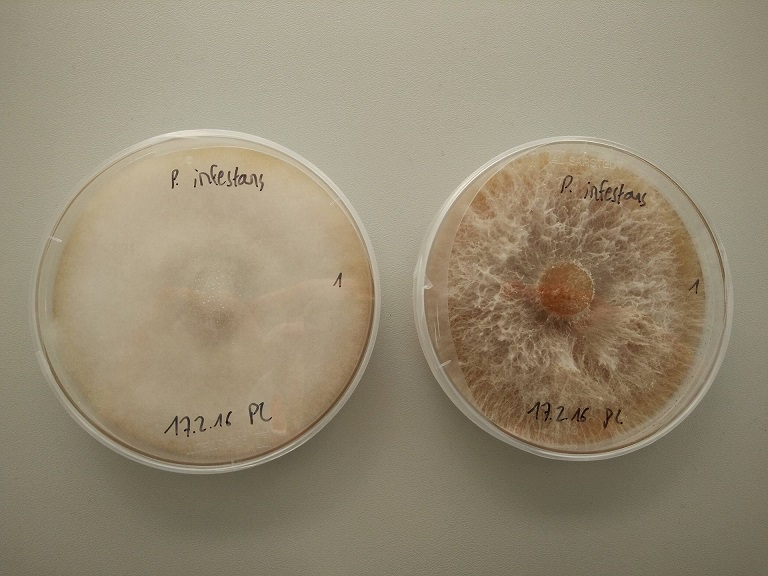 P. infestans
1
17.2.16 PL
P. infestans
1
17.2.16 PL